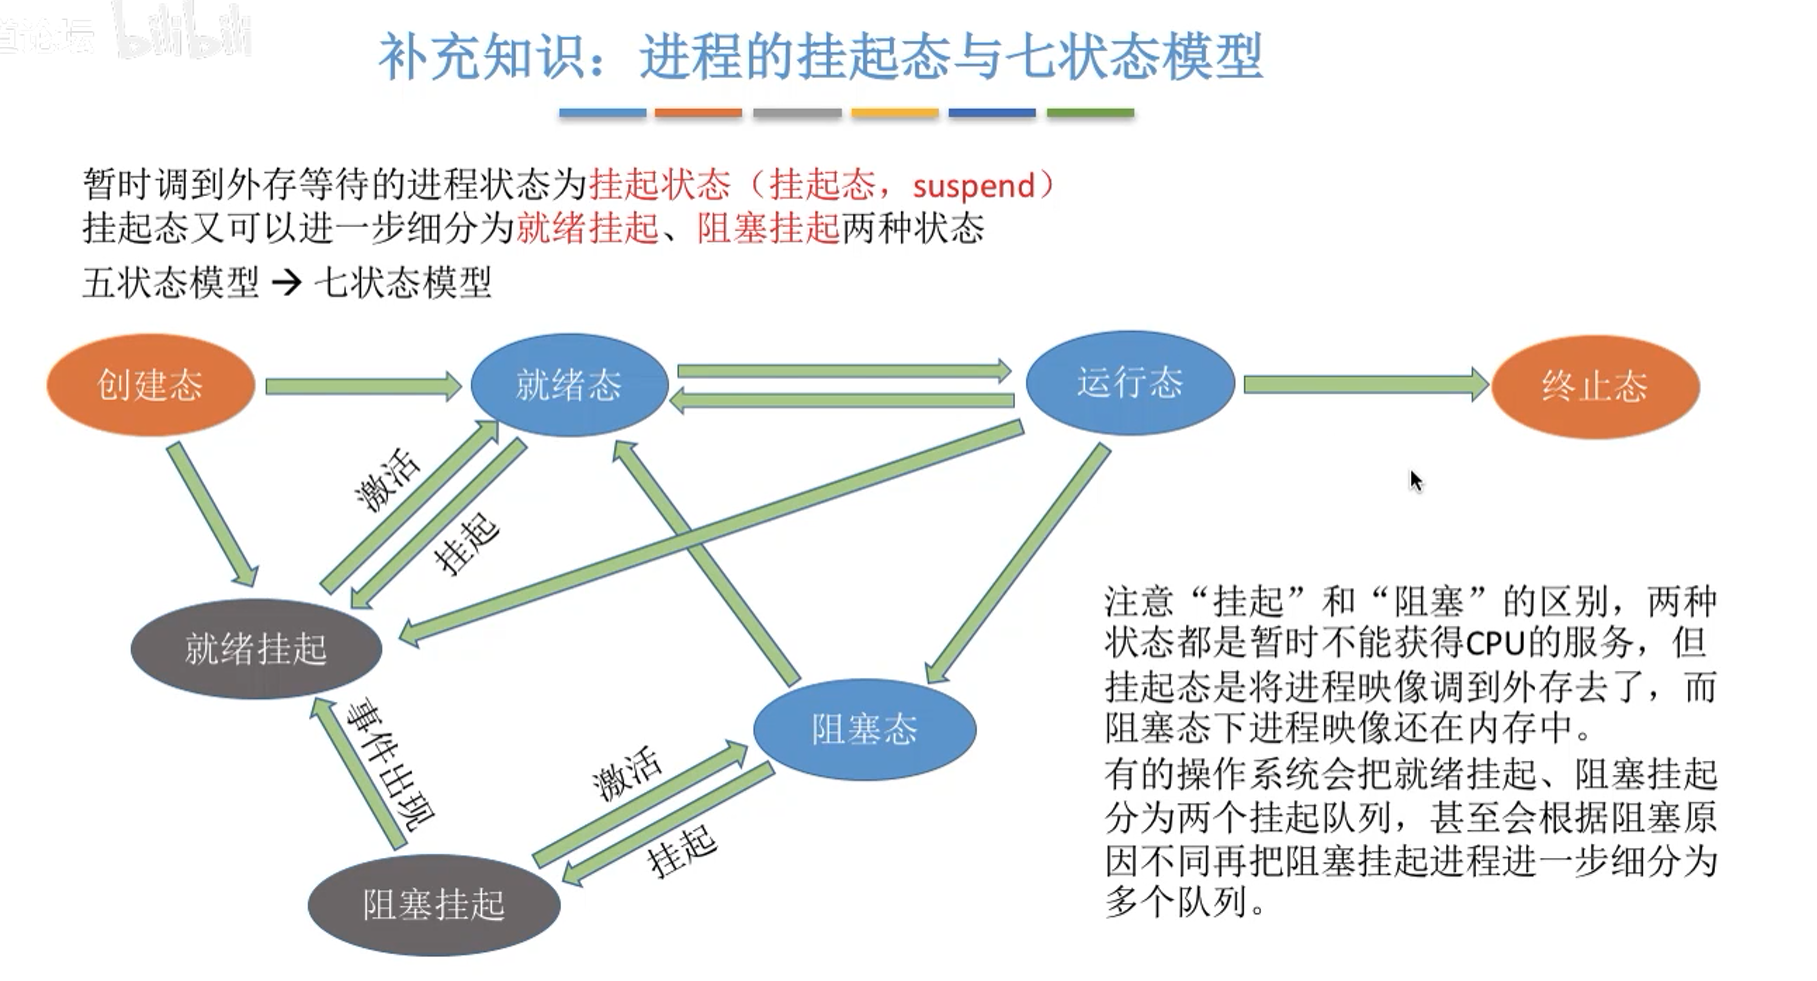 道论坛 bilibili
补充知识：进程的挂起态与七状态模型
暂时调到外存等待的进程状态为挂起状态（挂起态，suspend）
挂起态又可以进一步细分为就绪挂起、阻塞挂起两种状态
五状态模型 → 七状态模型
创建态
就绪态
运行态
终止态
激活
挂起
就绪挂起
事件出现
阻塞态
激活
挂起
阻塞挂起
注意“挂起”和“阻塞”的区别，两种
状态都是暂时不能获得CPU的服务，但
挂起态是将进程映像调到外存去了，而
阻塞态下进程映像还在内存中。
有的操作系统会把就绪挂起、阻塞挂起
分为两个挂起队列，甚至会根据阻塞原
因不同再把阻塞挂起进程进一步细分为
多个队列。